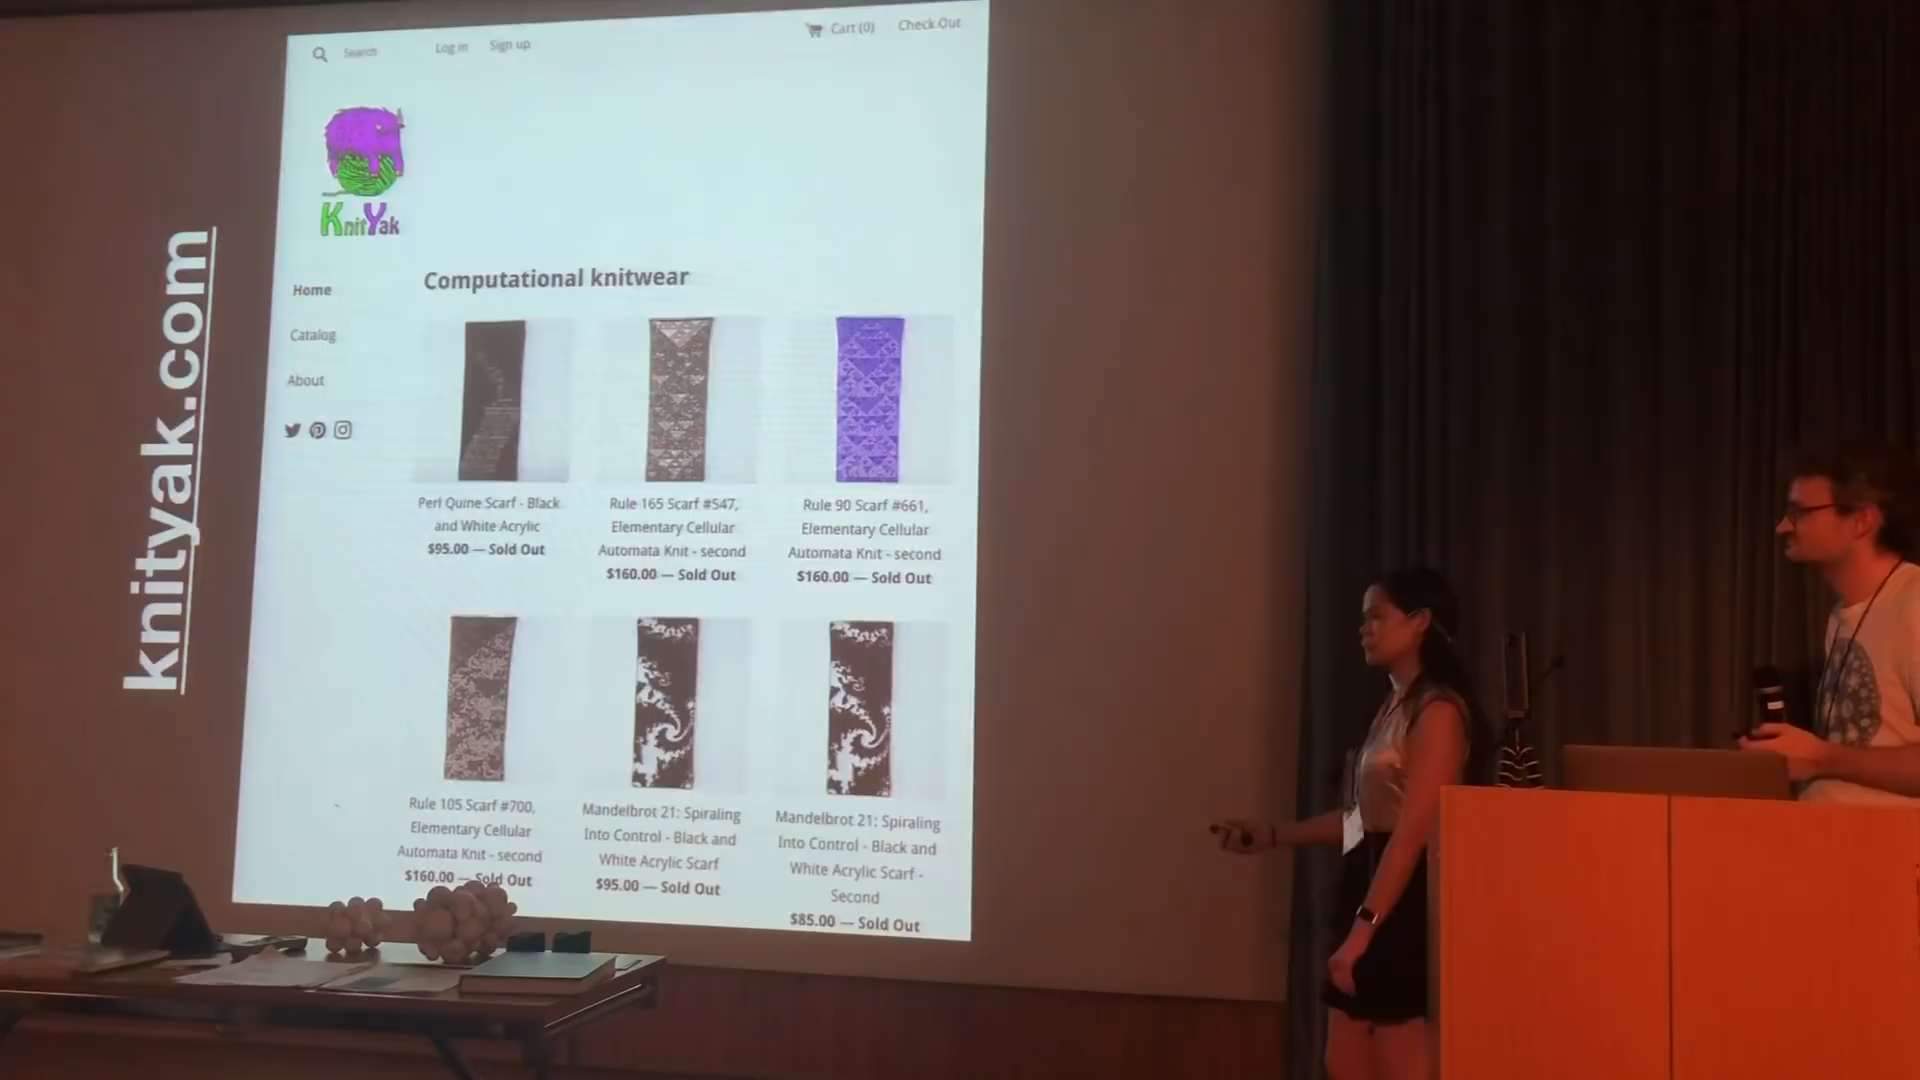 knityak.com
Search
Log in
Sign up
Cart (0)
Check Out
KnitYak
Home
Catalog
About
Computational knitwear
Perl Quine Scarf - Black
and White Acrylic
$95.00 — Sold Out
Rule 165 Scarf #547,
Elementary Cellular
Automata Knit - second
$160.00 — Sold Out
Rule 90 Scarf #661,
Elementary Cellular
Automata Knit - second
$160.00 — Sold Out
Rule 105 Scarf #700,
Elementary Cellular
Automata Knit - second
$160.00 — Sold Out
Mandelbrot 21: Spiraling
Into Control - Black and
White Acrylic Scarf
$95.00 — Sold Out
Mandelbrot 21: Spiraling
Into Control - Black and
White Acrylic Scarf -
Second
$85.00 — Sold Out